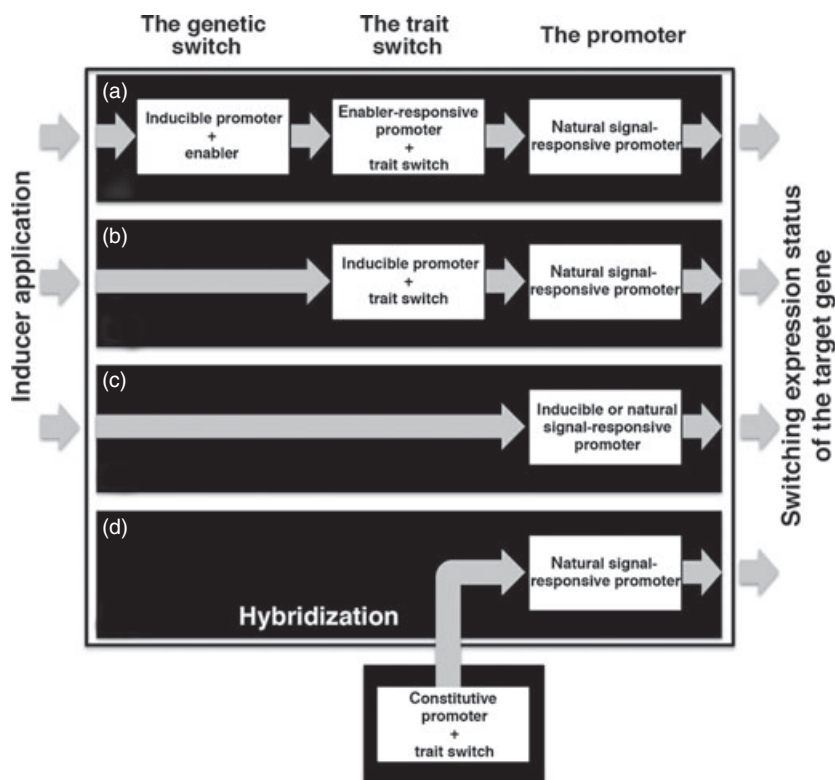 The genetic
switch
The trait
switch
The promoter
Inducer application
(a)
Inducible promoter
+
enabler
Enabler-responsive
promoter
+
trait switch
Natural signal-
responsive promoter
(b)
Inducible promoter
+
trait switch
Natural signal-
responsive promoter
(c)
Inducible or natural
signal-responsive
promoter
(d)
Natural signal-
responsive promoter
Hybridization
Constitutive
promoter
+
trait switch
Switching expression status
of the target gene